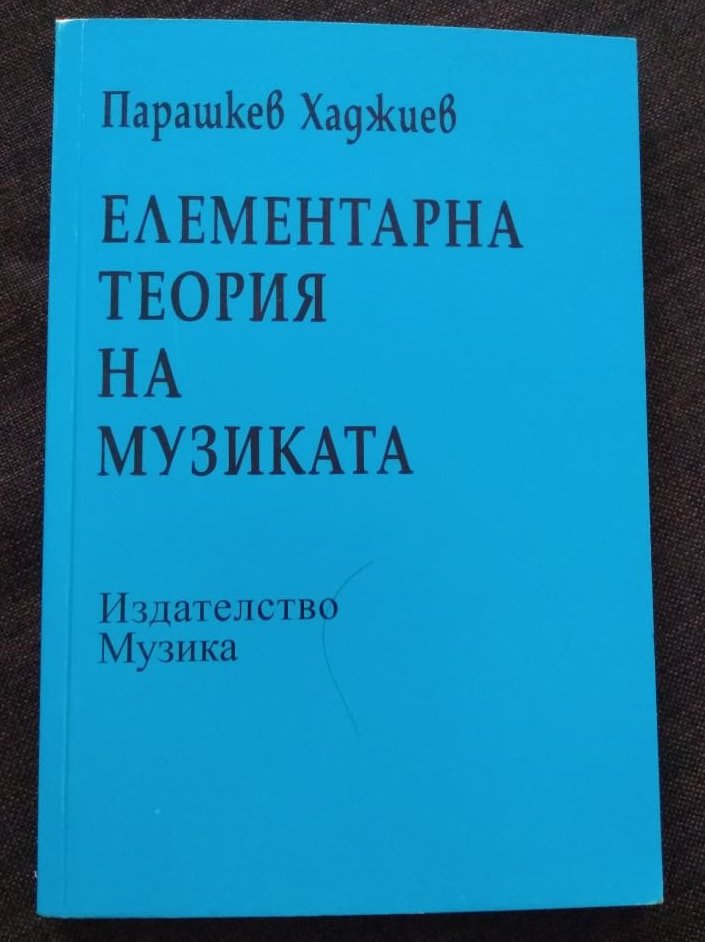 Парашкев Хаджиев
ЕЛЕМЕНТАРНА
ТЕОРИЯ
НА
МУЗИКАТА
Издателство
Музика